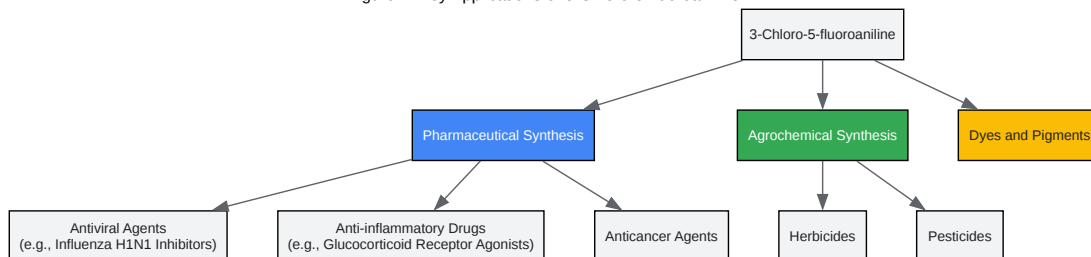 3-Chloro-5-fluoroaniline
Pharmaceutical Synthesis
Agrochemical Synthesis
Dyes and Pigments
Antiviral Agents
(e.g., Influenza H1N1 Inhibitors)
Anti-inflammatory Drugs
(e.g., Glucocorticoid Receptor Agonists)
Anticancer Agents
Herbicides
Pesticides